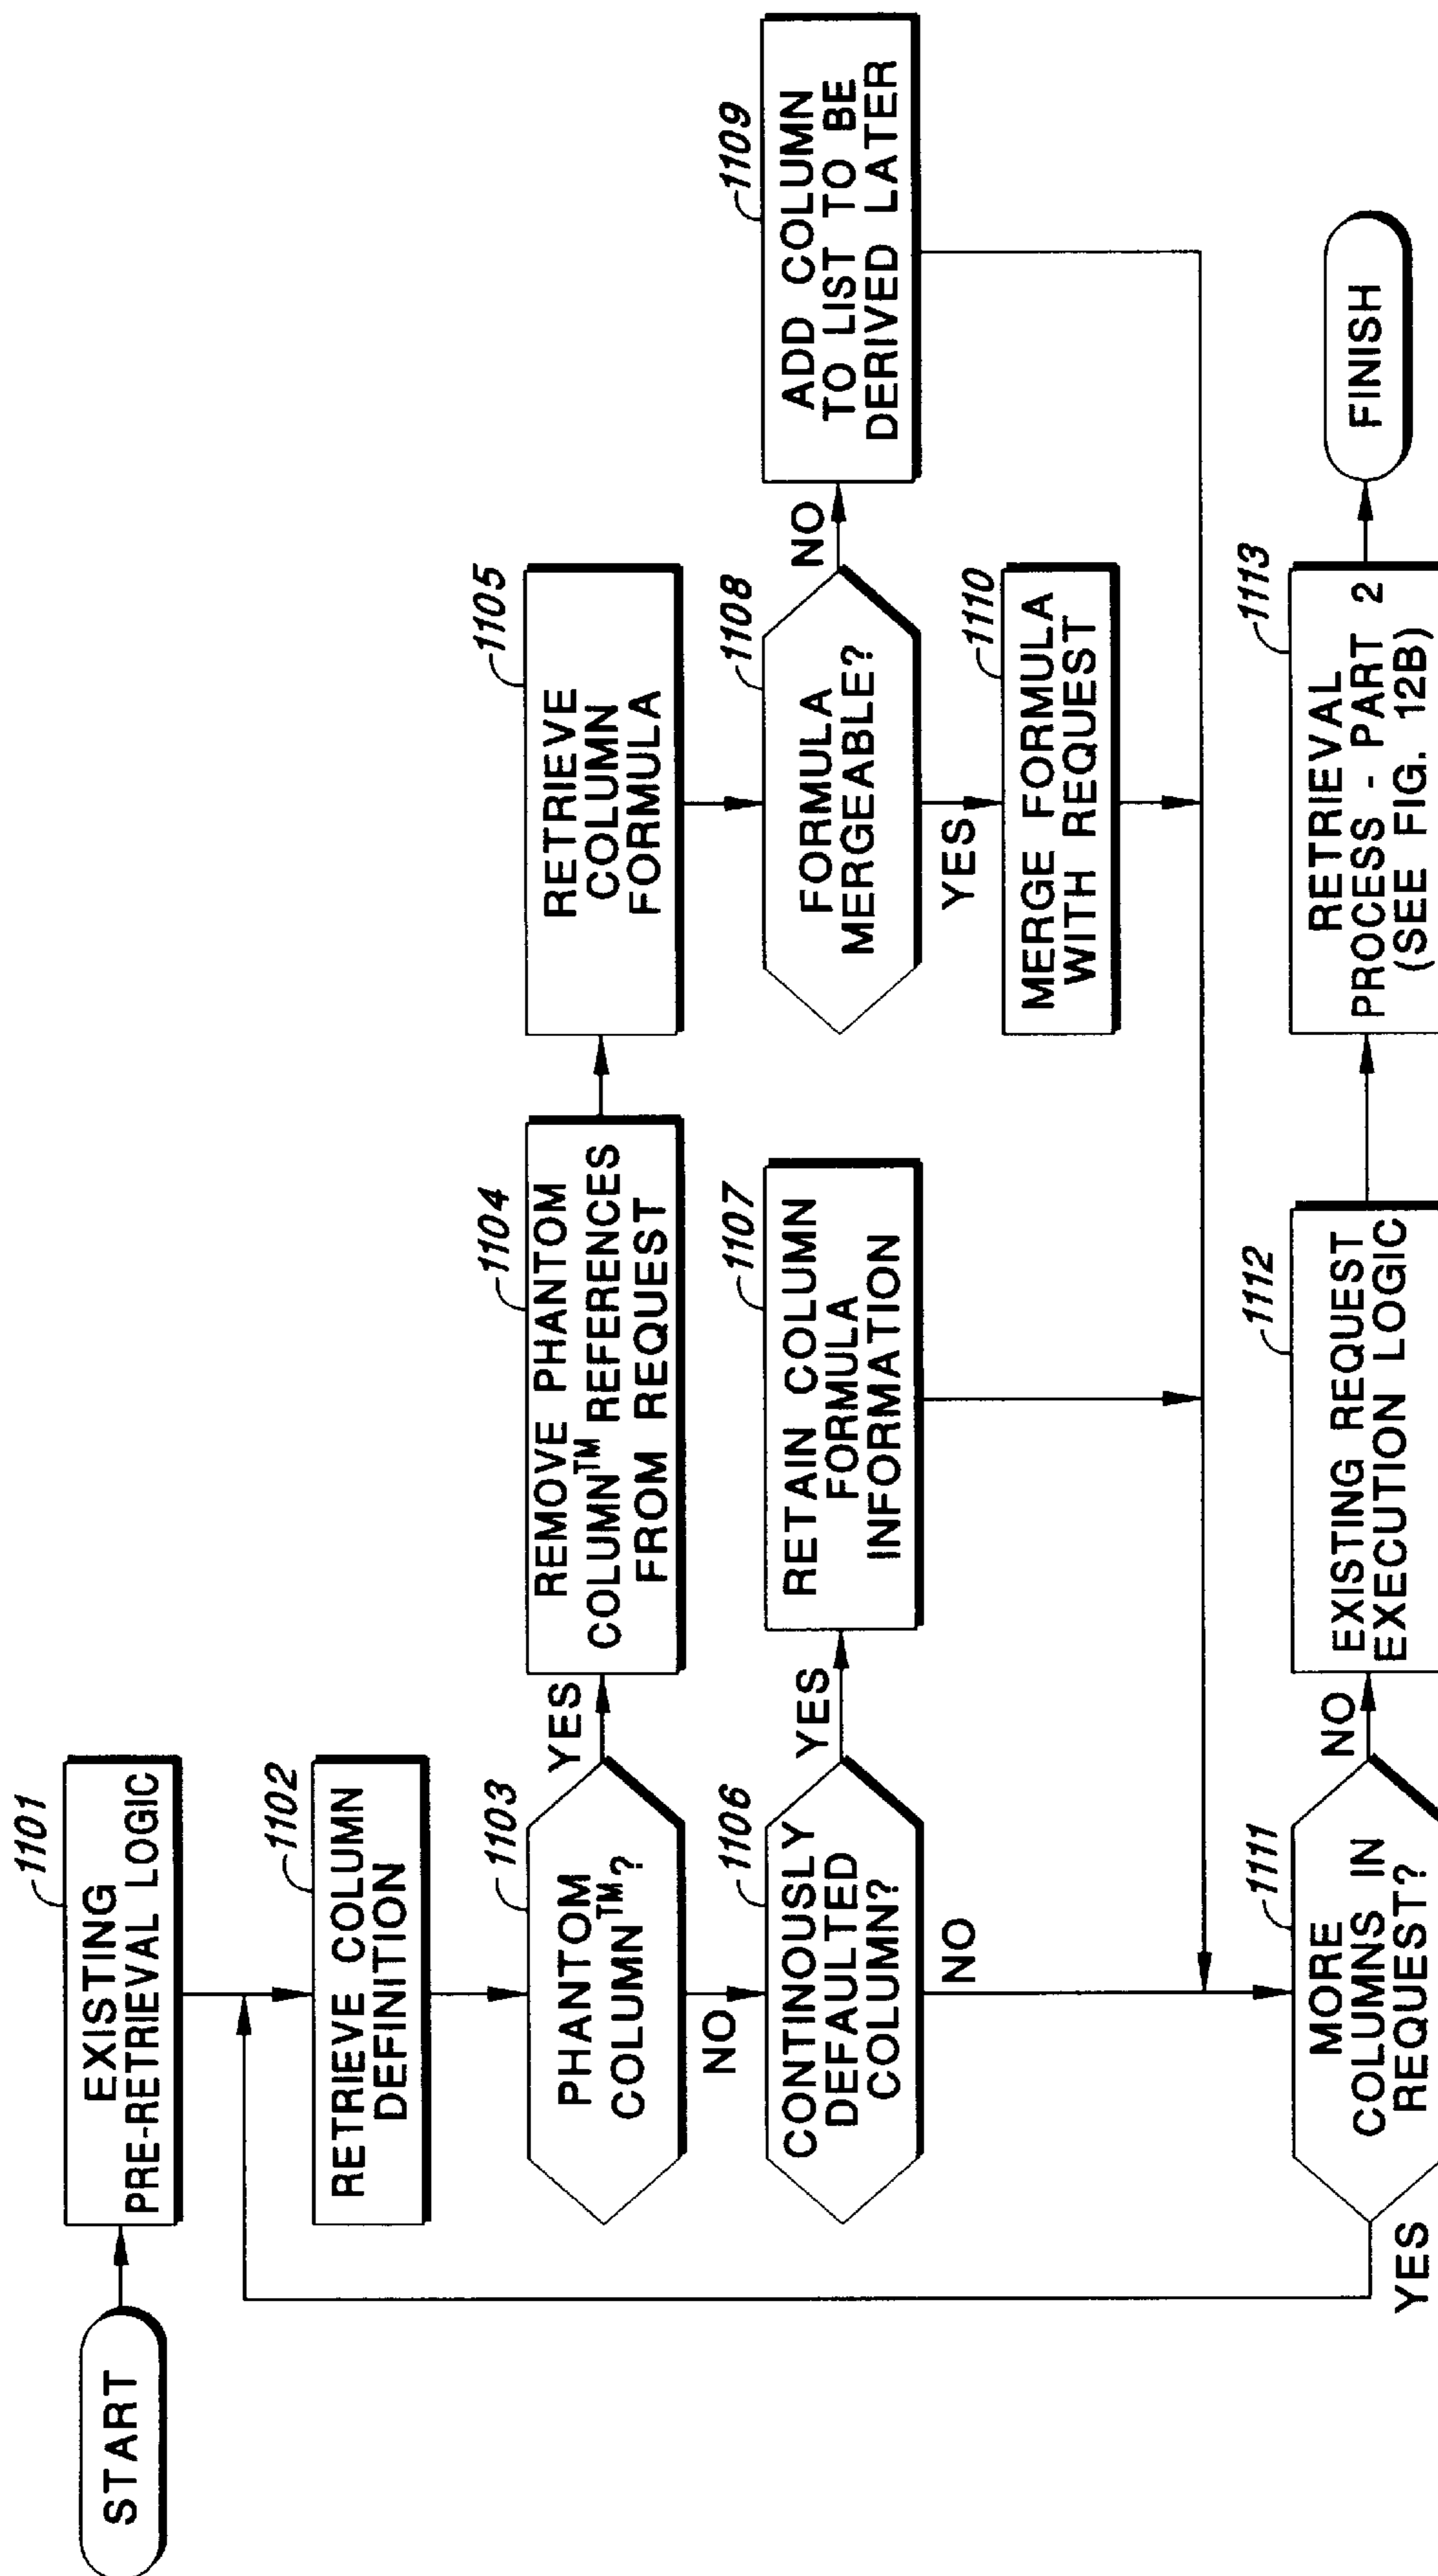 START
1101
EXISTING
PRE-RETRIEVAL LOGIC
1102
RETRIEVE COLUMN
DEFINITION
1103
PHANTOM
COLUMN™?
YES
NO
1104
REMOVE PHANTOM
COLUMN™ REFERENCES
FROM REQUEST
1105
RETRIEVE
COLUMN
FORMULA
1106
CONTINOUSLY
DEFAULTED
COLUMN?
YES
NO
1107
RETAIN COLUMN
FORMULA
INFORMATION
1108
FORMULA
MERGEABLE?
NO
YES
1109
ADD COLUMN
TO LIST TO BE
DERIVED LATER
1110
MERGE FORMULA
WITH REQUEST
1111
MORE
COLUMNS IN
REQUEST?
YES
NO
1112
EXISTING REQUEST
EXECUTION LOGIC
1113
RETRIEVAL
PROCESS - PART 2
(SEE FIG. 12B)
FINISH